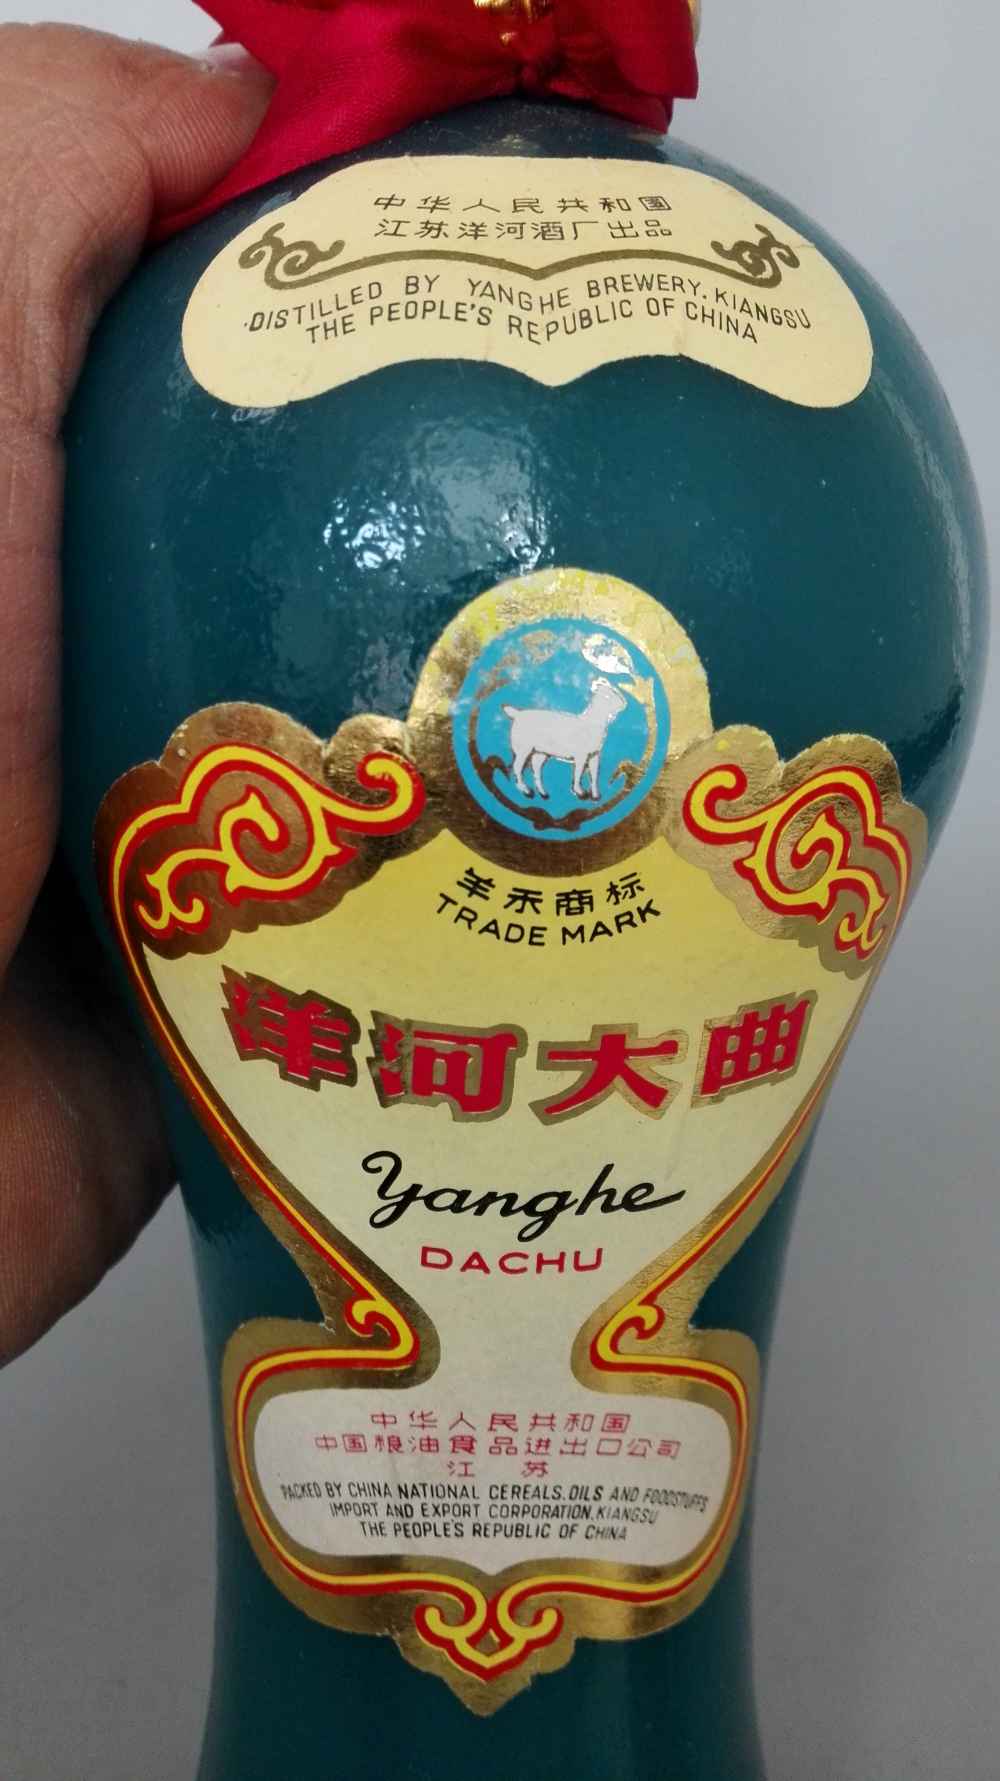 中华人民共和国
江苏洋河酒厂出品
DISTILLED BY YANGHE BREWERY. KIANGSU
THE PEOPLE'S REPUBLIC OF CHINA
羊禾商标
TRADE MARK
洋河大曲
Yanghe
DACHU
中华人民共和国
中国粮油食品进出口公司
江 苏
PACKED BY CHINA NATIONAL CEREALS.OILS AND FOODSTUFFS
IMPORT AND EXPORT CORPORATION.KIANGSU
THE PEOPLE'S REPUBLIC OF CHINA